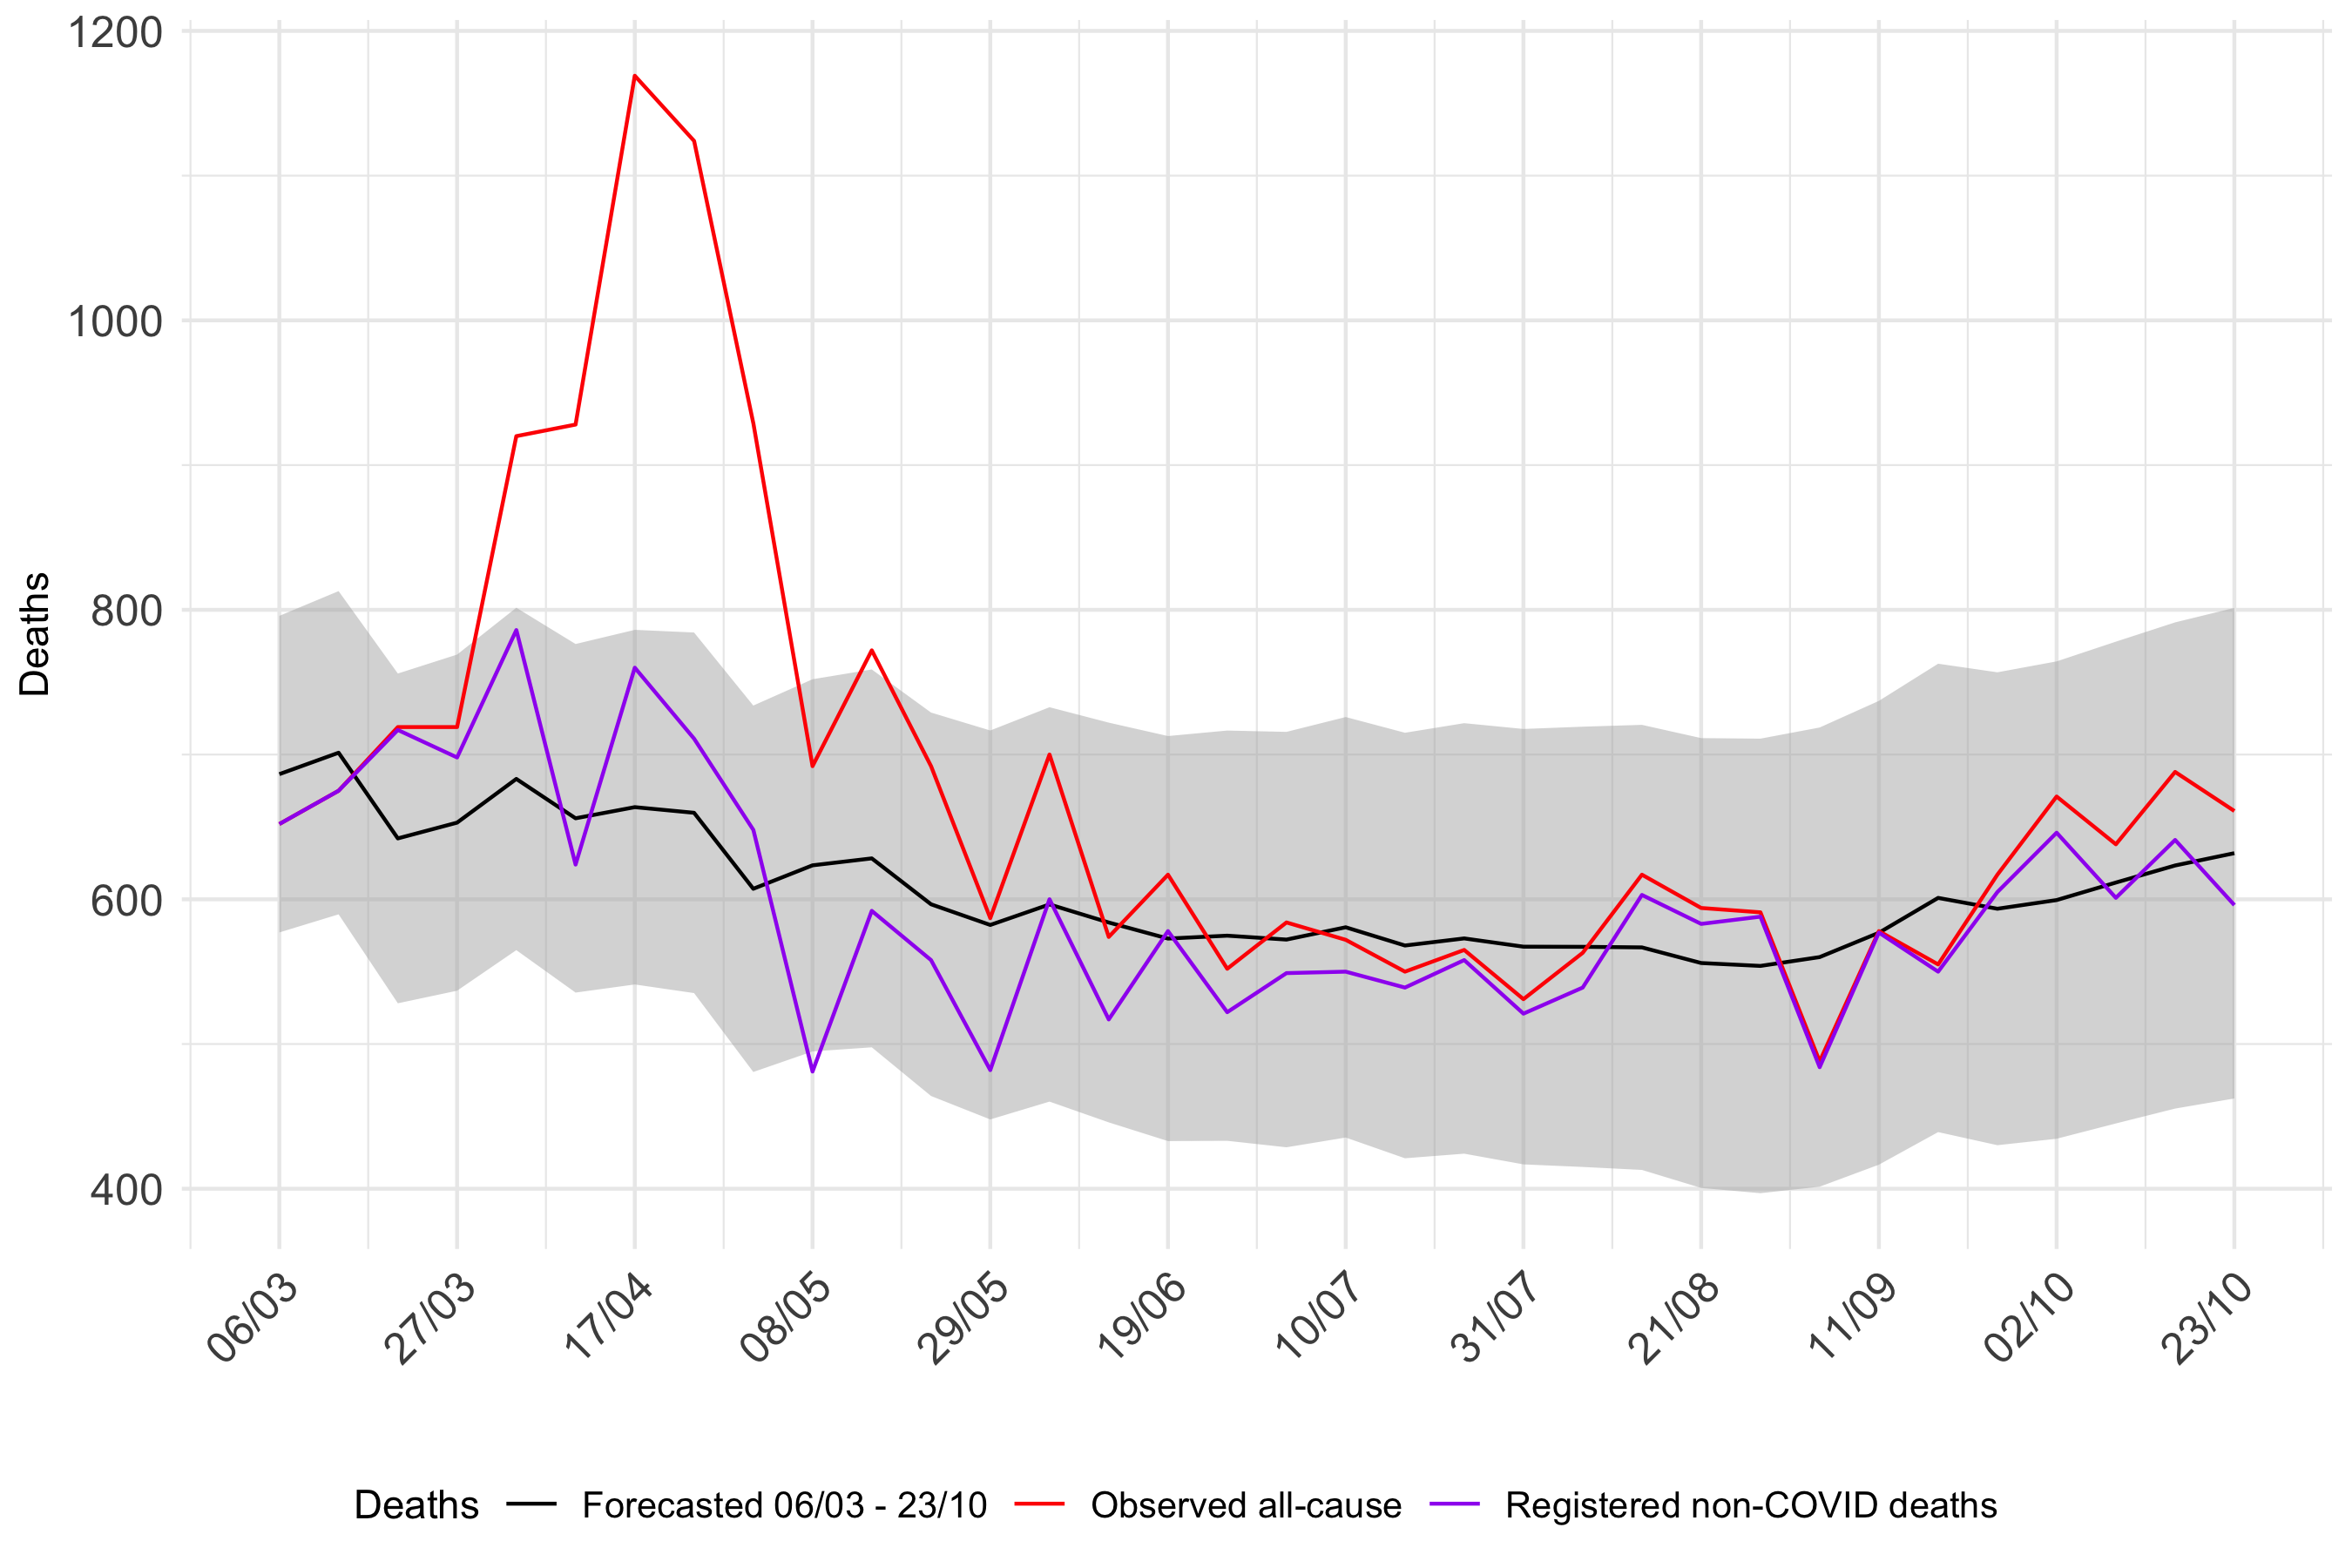 1200
1000
800
600
400
Deaths
06/03 27/03 17/04 08/05 29/05 19/06 10/07 31/07 21/08 11/09 02/10 23/10
Deaths Forecasted 06/03 - 23/10 Observed all-cause Registered non-COVID deaths